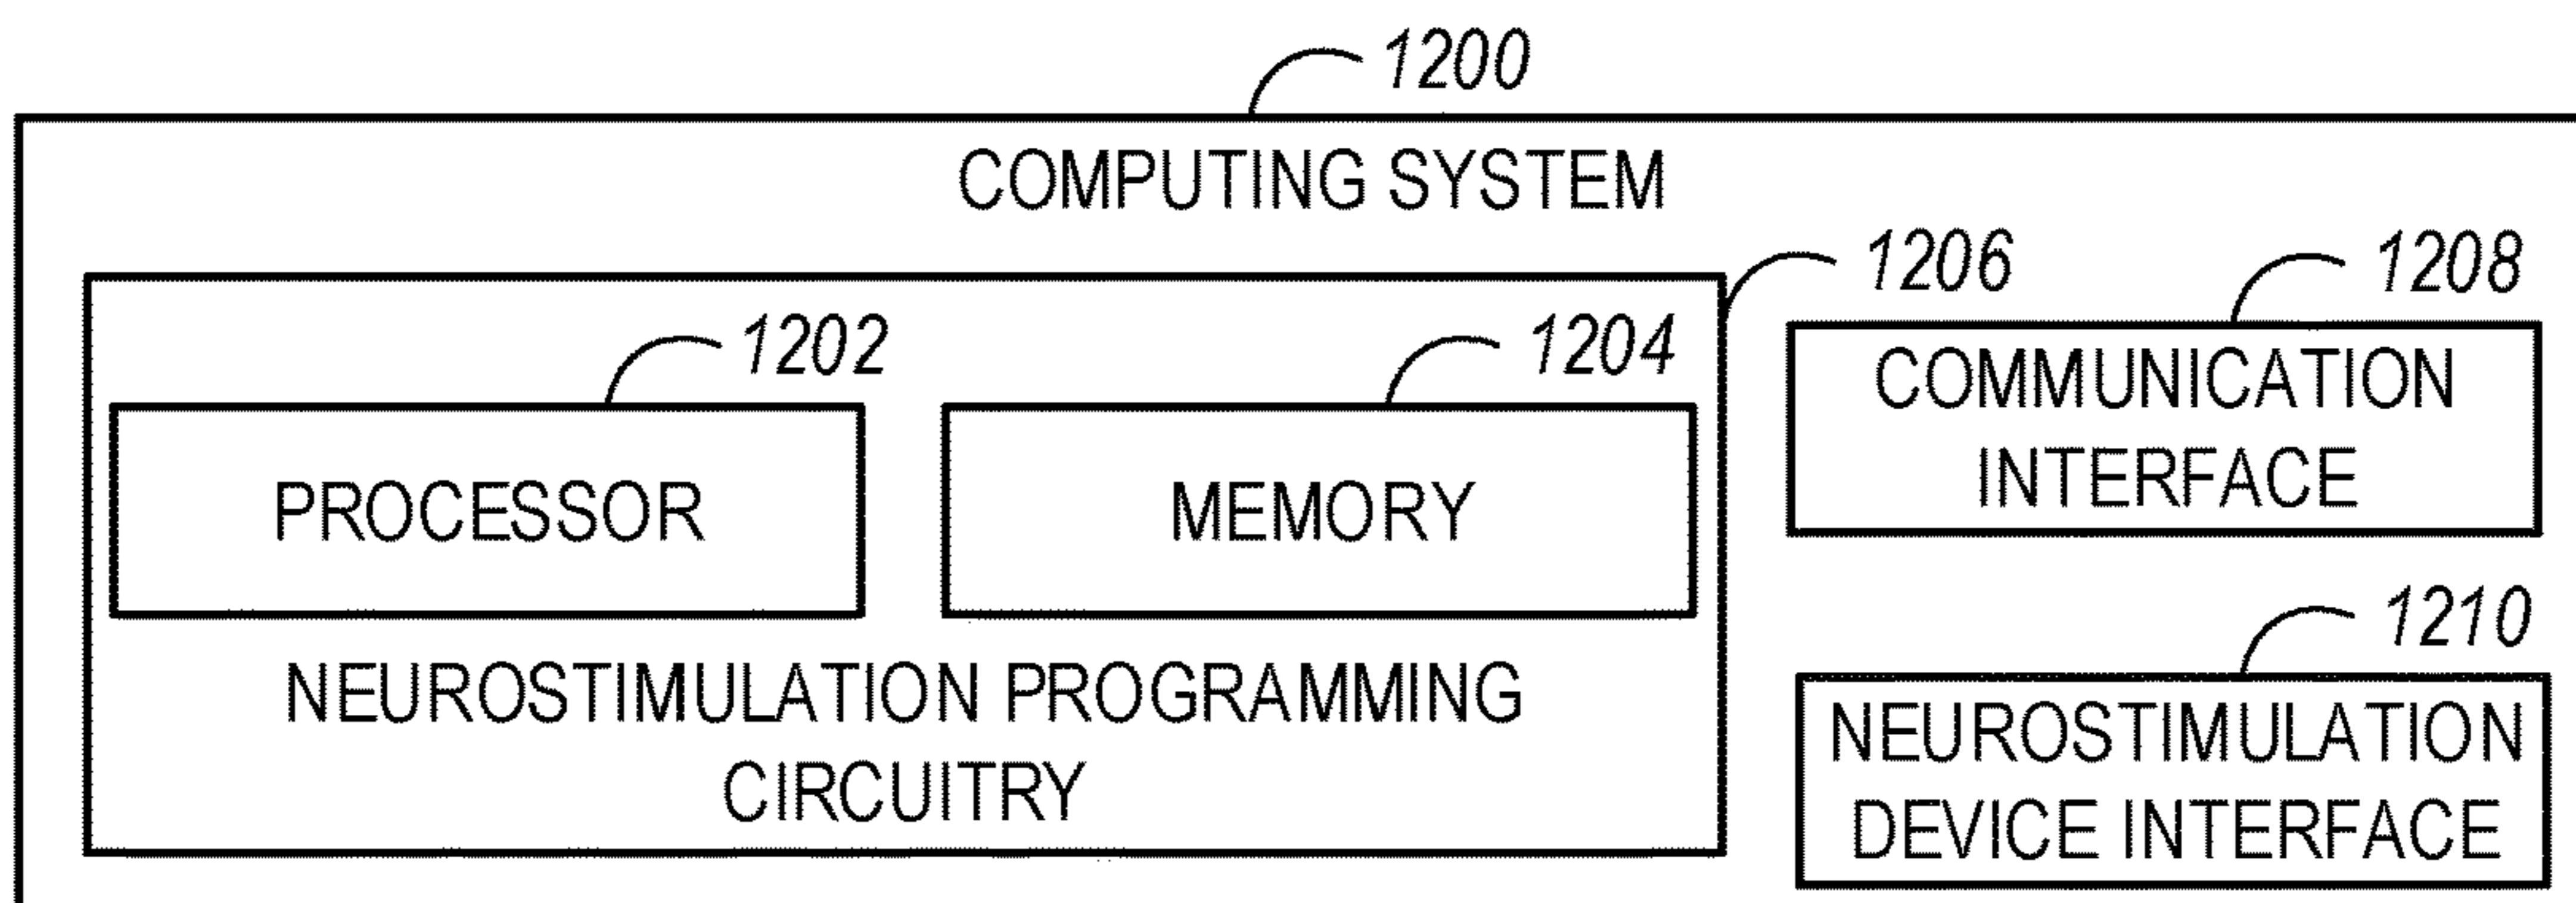 1200
COMPUTING SYSTEM
1206
1208
1202
1204
COMMUNICATION
INTERFACE
PROCESSOR
MEMORY
1210
NEUROSTIMULATION PROGRAMMING
CIRCUITRY
NEUROSTIMULATION
DEVICE INTERFACE